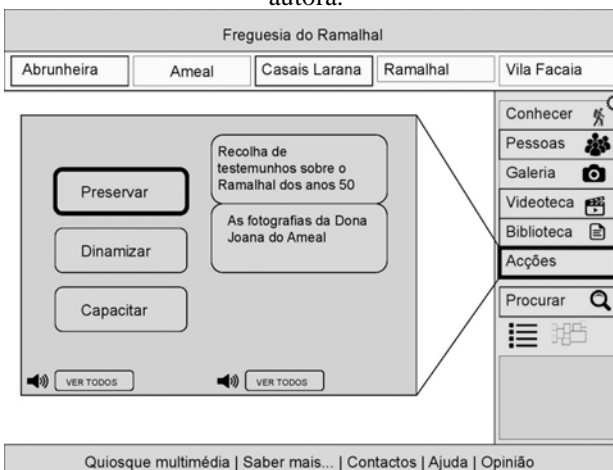 autora.
Freguesia do Ramalhal
Abrunheira
Ameal
Casais Larana
Ramalhal
Vila Facaia
Conhecer
Pessoas
Galeria
Videoteca
Biblioteca
Acções
Procurar
Preservar
Dinamizar
Capacitar
Recolha de
testemunhos sobre o
Ramalhal dos anos 50
As fotografias da Dona
Joana do Ameal
VER TODOS
VER TODOS
Quiosque multimédia | Saber mais... | Contactos | Ajuda | Opinião